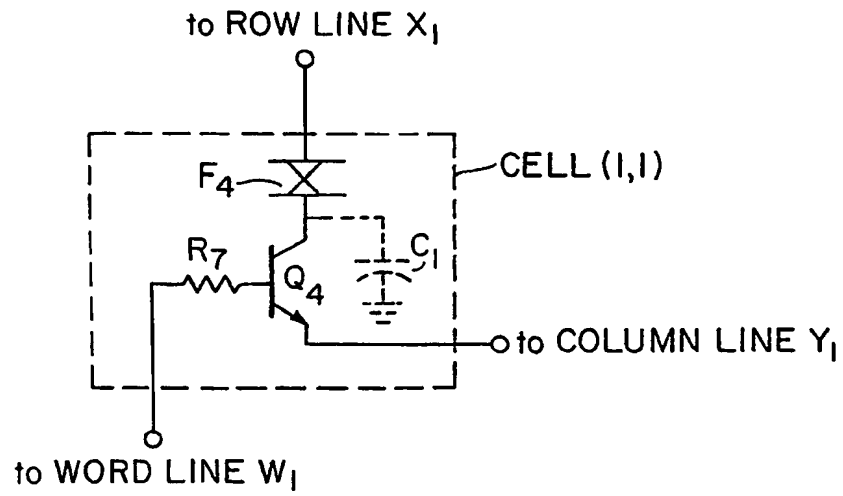 to ROW LINE X₁
CELL (1,1)
F₄
R₇
Q₄
C₁
to COLUMN LINE Y₁
to WORD LINE W₁